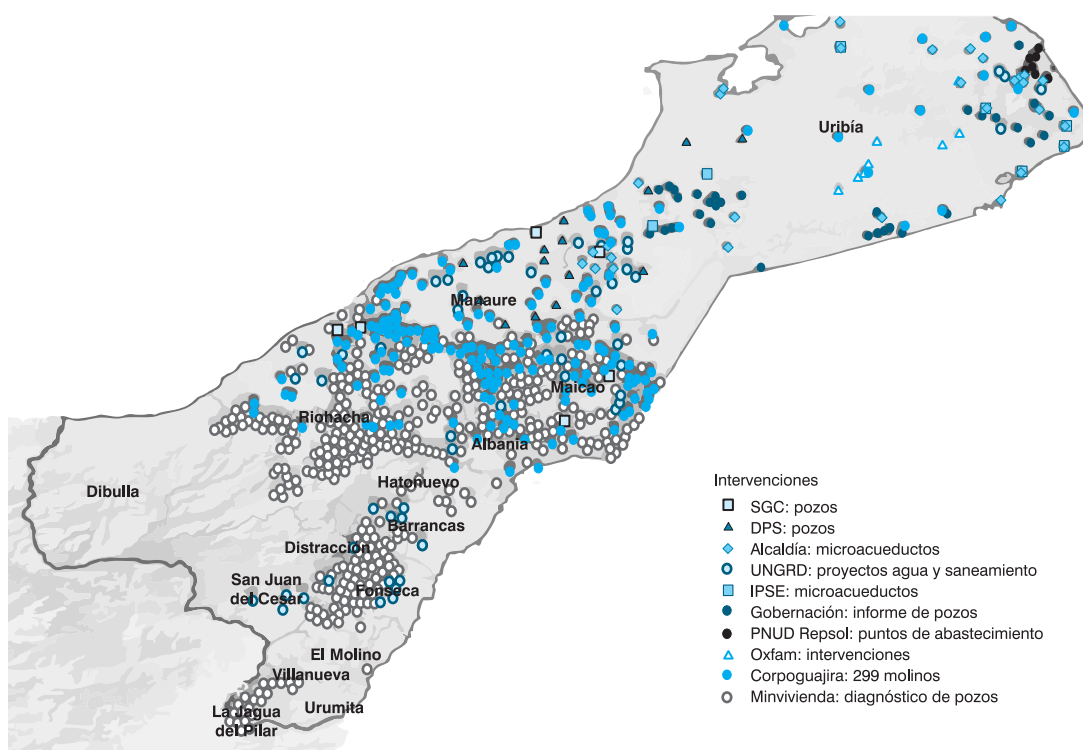 Uribía
Manaure
Maicao
Riohacha
Albania
Dibulla
Hatonuevo
Barrancas
Distracción
San Juan
del Cesar
Fonseca
El Molino
Villanueva
La Jagua
del Pilar
Urumita
Intervenciones
SGC: pozos
DPS: pozos
Alcaldía: microacueductos
UNGRD: proyectos agua y saneamiento
IPSE: microacueductos
Gobernación: informe de pozos
PNUD Repsol: puntos de abastecimiento
Oxfam: intervenciones
Corpoguajira: 299 molinos
Minvivienda: diagnóstico de pozos